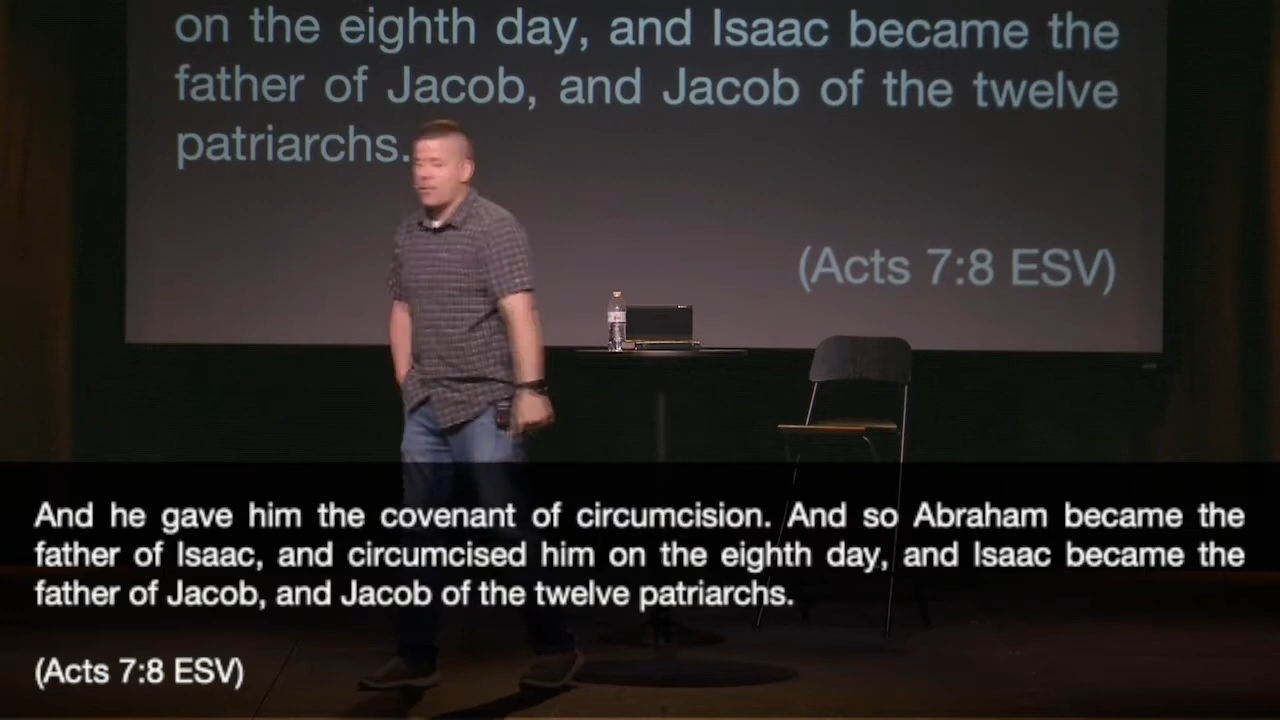 on the eighth day, and Isaac became the
father of Jacob, and Jacob of the twelve
patriarchs.
(Acts 7:8 ESV)
And he gave him the covenant of circumcision. And so Abraham became the
father of Isaac, and circumcised him on the eighth day, and Isaac became the
father of Jacob, and Jacob of the twelve patriarchs.
(Acts 7:8 ESV)